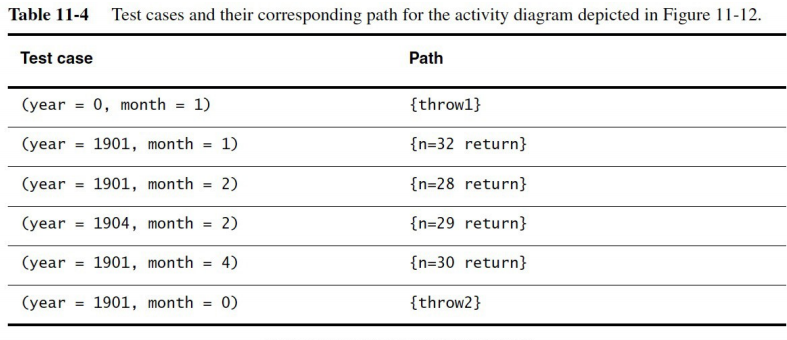 Table 11-4 Test cases and their corresponding path for the activity diagram depicted in Figure 11-12.
Test case Path
(year = 0, month = 1) {throw1}
(year = 1901, month = 1) {n=32 return}
(year = 1901, month = 2) {n=28 return}
(year = 1904, month = 2) {n=29 return}
(year = 1901, month = 4) {n=30 return}
(year = 1901, month = 0) {throw2}